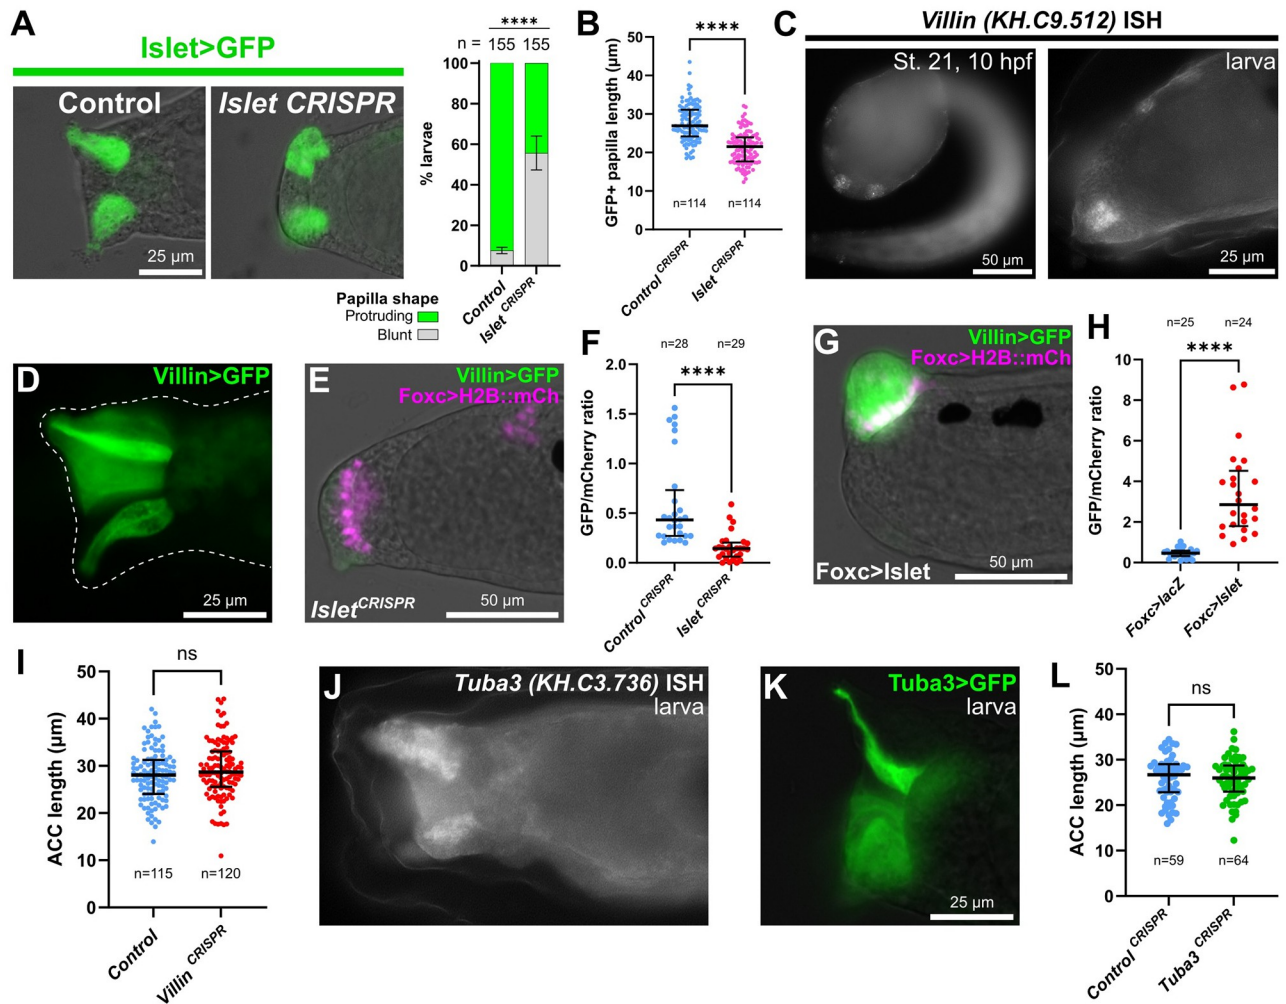 A
Islet>GFP
Control
Islet CRISPR
25 µm
****
n = 155 155
% larvae
100
80
60
40
20
0
Control
Islet CRISPR
Papilla shape
Protruding
Blunt
B
****
GFP+ papilla length (µm)
50
40
30
20
10
0
n=114
n=114
Control CRISPR
Islet CRISPR
C
Villin (KH.C9.512) ISH
St. 21, 10 hpf
50 µm
larva
25 µm
D
Villin>GFP
25 µm
E
Villin>GFP
Foxc>H2B::mCh
Islet CRISPR
50 µm
F
n=28
n=29
****
GFP/mCherry ratio
2.0
1.5
1.0
0.5
0.0
Control CRISPR
Islet CRISPR
G
Villin>GFP
Foxc>H2B::mCh
Foxc>Islet
50 µm
H
n=25
n=24
****
GFP/mCherry ratio
10
8
6
4
2
0
Foxc>lacZ
Foxc>Islet
I
ns
ACC length (µm)
50
40
30
20
10
0
n=115
n=120
Control
Villin CRISPR
J
Tuba3 (KH.C3.736) ISH
larva
K
Tuba3>GFP
larva
25 µm
L
ns
ACC length (µm)
50
40
30
20
10
0
n=59
n=64
Control CRISPR
Tuba3 CRISPR